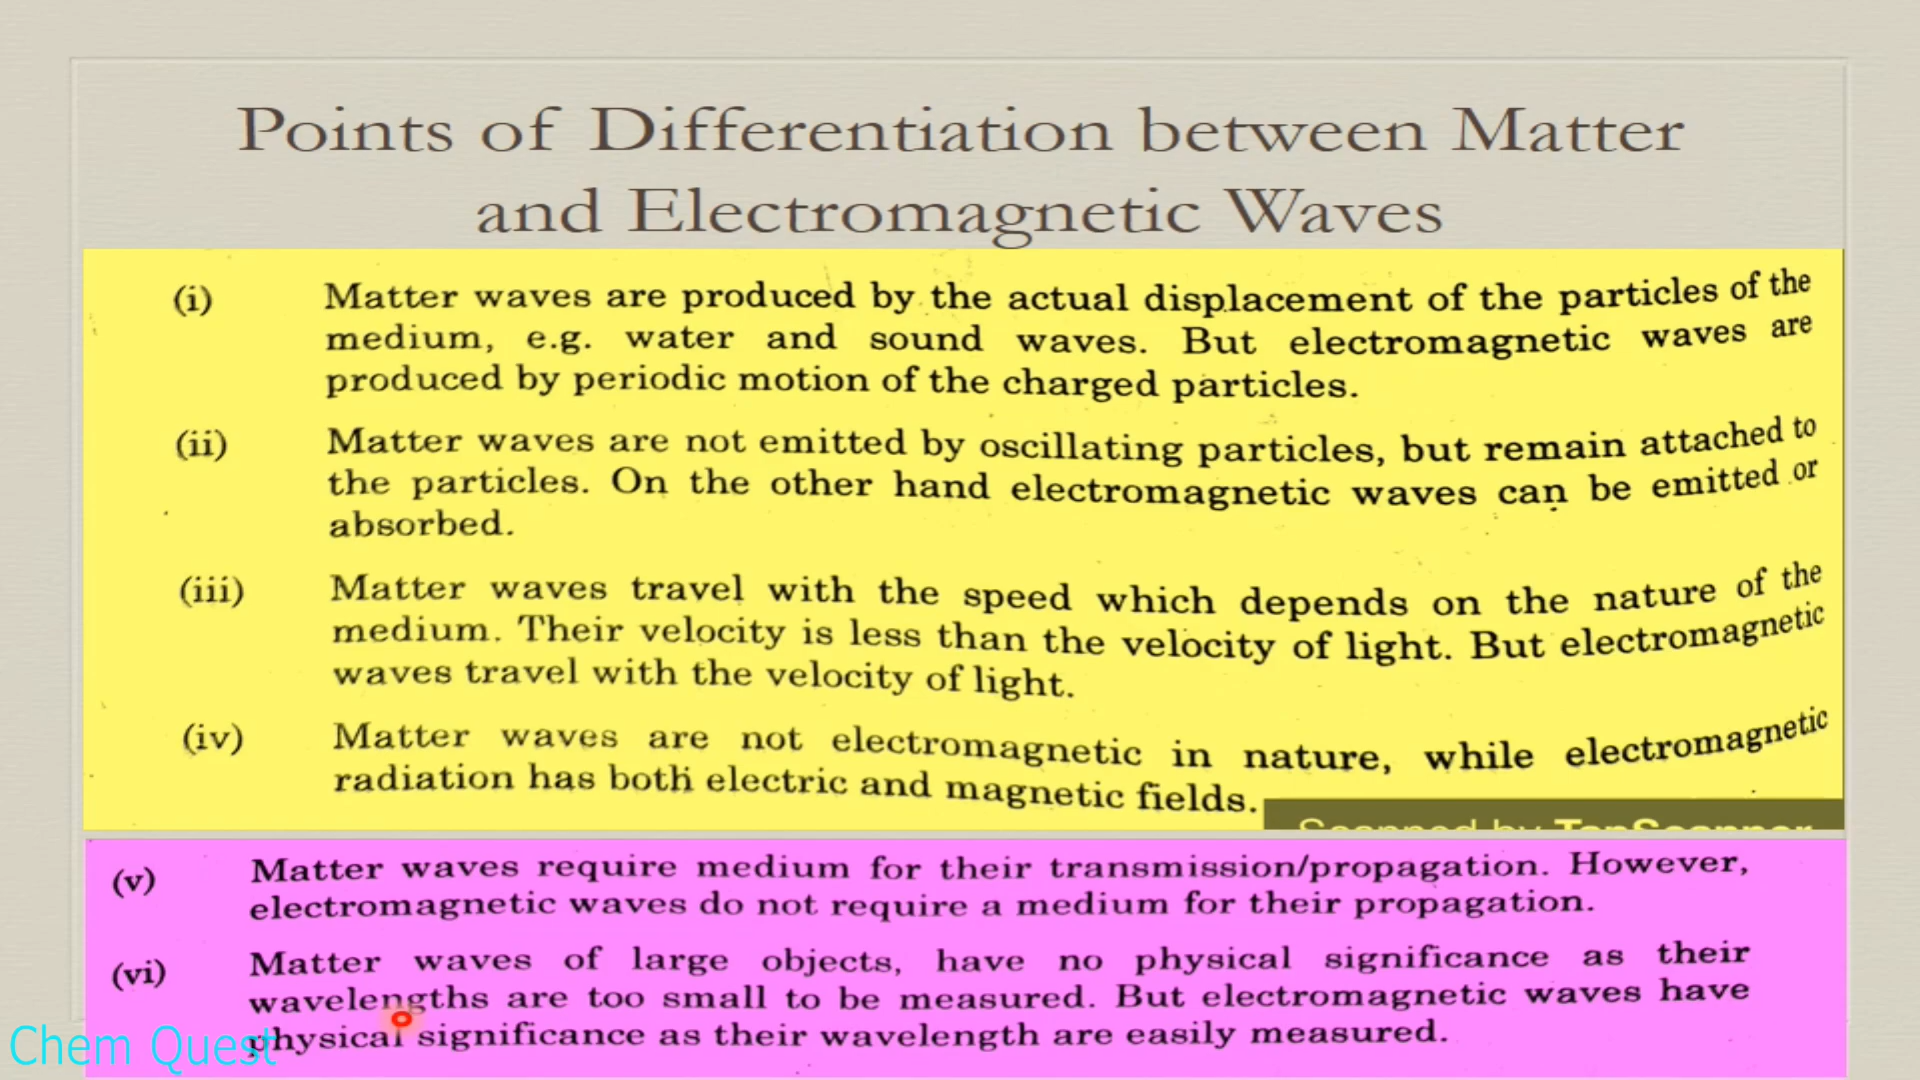 Points of Differentiation between Matter
and Electromagnetic Waves
(i) Matter waves are produced by the actual displacement of the particles of the
medium, e.g. water and sound waves. But electromagnetic waves are
produced by periodic motion of the charged particles.
(ii) Matter waves are not emitted by oscillating particles, but remain attached to
the particles. On the other hand electromagnetic waves can be emitted or
absorbed.
(iii) Matter waves travel with the speed which depends on the nature of the
medium. Their velocity is less than the velocity of light. But electromagnetic
waves travel with the velocity of light.
(iv) Matter waves are not electromagnetic in nature, while electromagnetic
radiation has both electric and magnetic fields.
Scanned by TapScanner
(v) Matter waves require medium for their transmission/propagation. However,
electromagnetic waves do not require a medium for their propagation.
(vi) Matter waves of large objects, have no physical significance as their
wavelengths are too small to be measured. But electromagnetic waves have
physical significance as their wavelength are easily measured.
Chem Quest